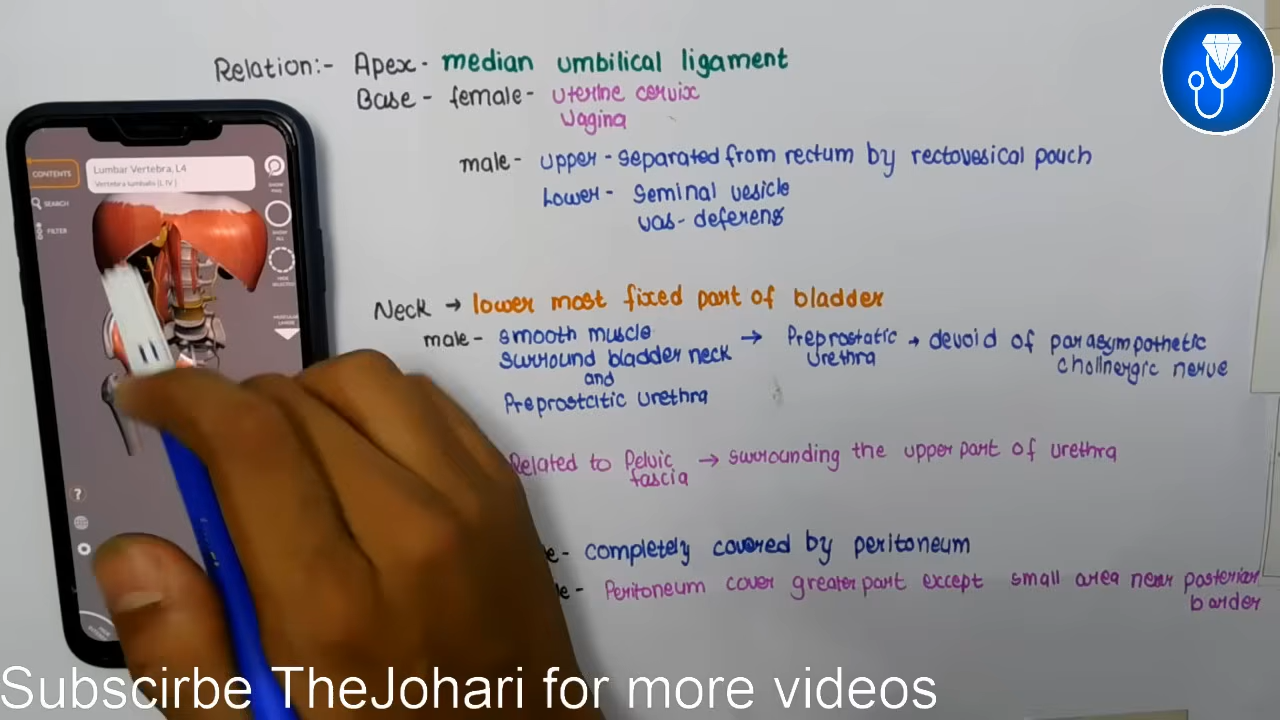 Relation:- Apex - median umbilical ligament
Base - female - uterine cervix
vagina
male - upper - separated from rectum by rectovesical pouch
Lower - seminal vesicle
vas - deferens
Neck → lower most fixed part of bladder
male - smooth muscle → Preprostatic → devoid of parasympothetic
surround bladder neck urethra cholinergic nerve
and
Preprostatic urethra
Related to Pelvic → surrounding the upper part of urethra
fascia
e - completely covered by peritoneum
e - Peritoneum cover greater part except small area near posterior
border
CONTENTS
Lumbar Vertebra, L4
Vertebra lumbalis (L IV)
SEARCH
FILTER
?
Subscirbe TheJohari for more videos